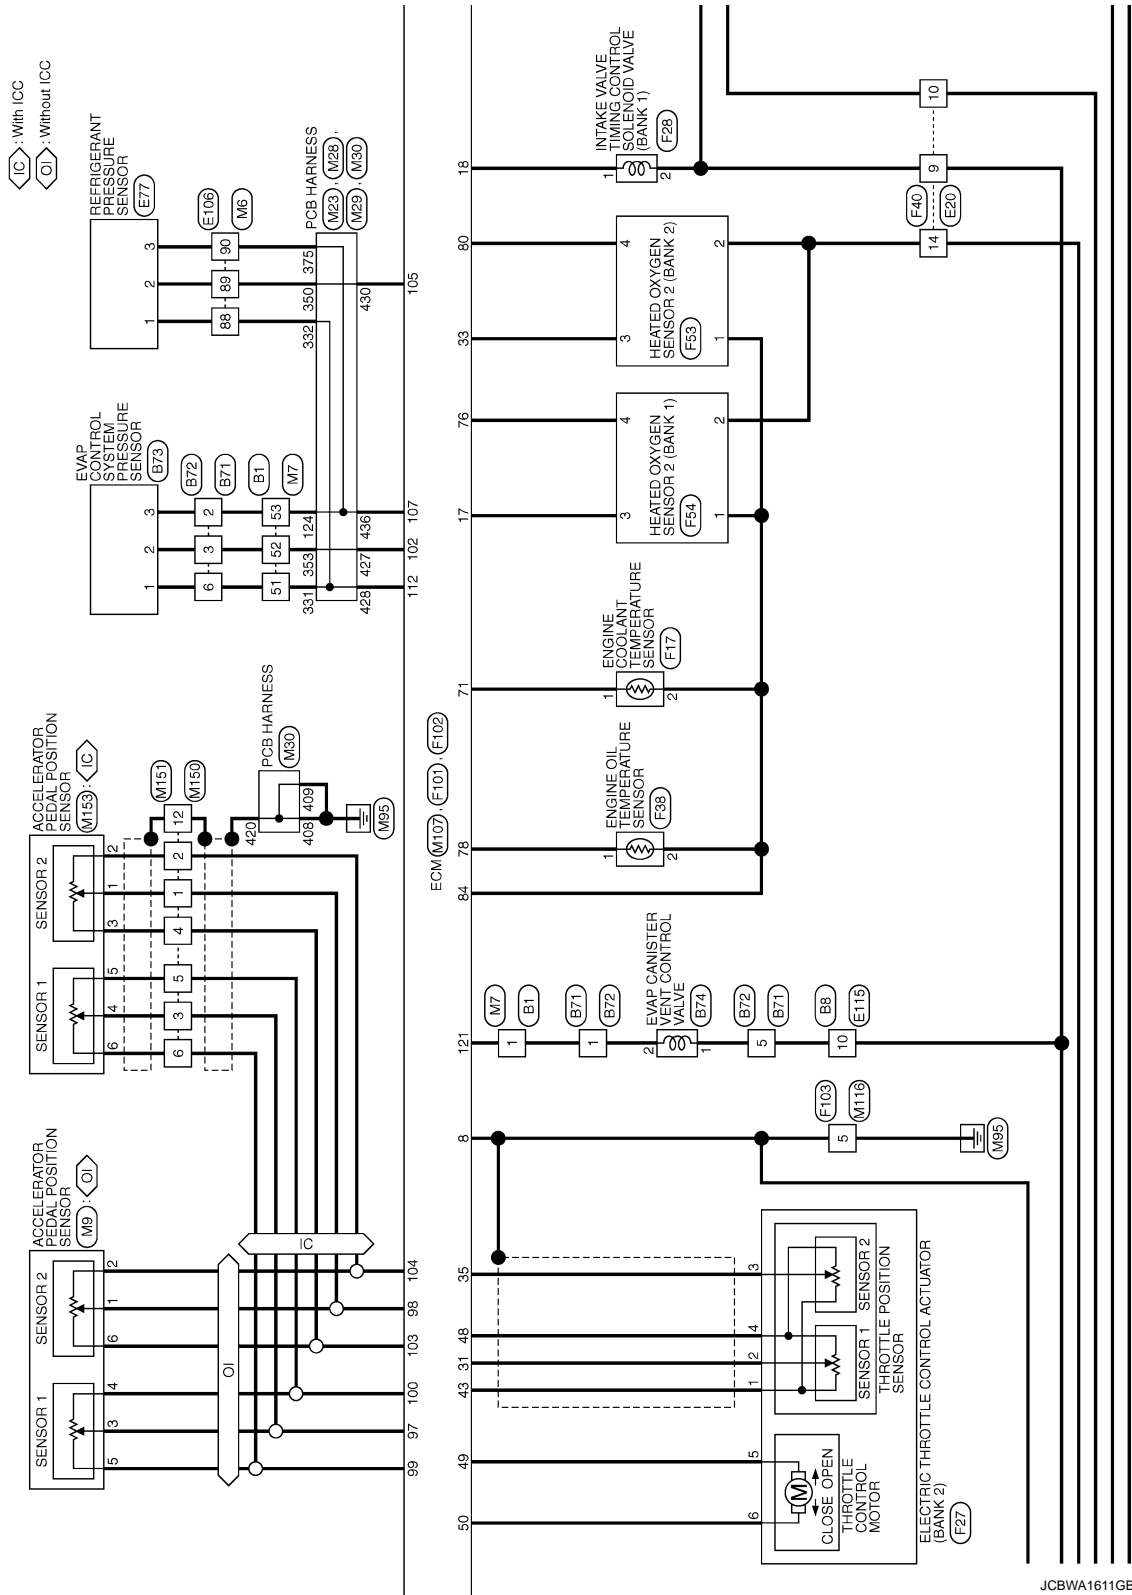 IC : With ICC
OI : Without ICC
ACCELERATOR
PEDAL POSITION
SENSOR
M9 : OI
SENSOR 1
SENSOR 2
5
3
4
6
1
2
OI
IC
99
97
100
103
98
104
ACCELERATOR
PEDAL POSITION
SENSOR
M153 : IC
SENSOR 1
SENSOR 2
6
4
5
3
1
2
6
3
5
4
1
2
12
M151
M150
PCB HARNESS
M30
420
408
409
M95
EVAP
CONTROL
SYSTEM
PRESSURE
SENSOR
B73
1
2
3
B72
B71
6
3
2
B1
M7
51
52
53
331
353
124
428
427
436
112
102
107
REFRIGERANT
PRESSURE
SENSOR
E77
1
2
3
E106
M6
88
89
90
332
350
375
PCB HARNESS
M23 , M28 ,
M29 , M30
430
105
ECM M107 , F101 , F102
50
49
43
31
48
35
8
121
84
78
71
17
76
33
80
18
6
5
1
2
4
3
M
CLOSE OPEN
THROTTLE
CONTROL
MOTOR
SENSOR 1
SENSOR 2
THROTTLE POSITION
SENSOR
ELECTRIC THROTTLE CONTROL ACTUATOR
(BANK 2)
F27
F103
M116
5
M95
M7
B1
1
B71
B72
1
EVAP CANISTER
VENT CONTROL
VALVE
B74
2
1
B72
B71
5
B8
E115
10
ENGINE OIL
TEMPERATURE
SENSOR
F38
1
2
ENGINE
COOLANT
TEMPERATURE
SENSOR
F17
1
2
3
4
HEATED OXYGEN
SENSOR 2 (BANK 1)
F54
1
2
3
4
HEATED OXYGEN
SENSOR 2 (BANK 2)
F53
1
2
INTAKE VALVE
TIMING CONTROL
SOLENOID VALVE
(BANK 1)
F28
1
2
F40
E20
14
9
10
JCBWA1611GB